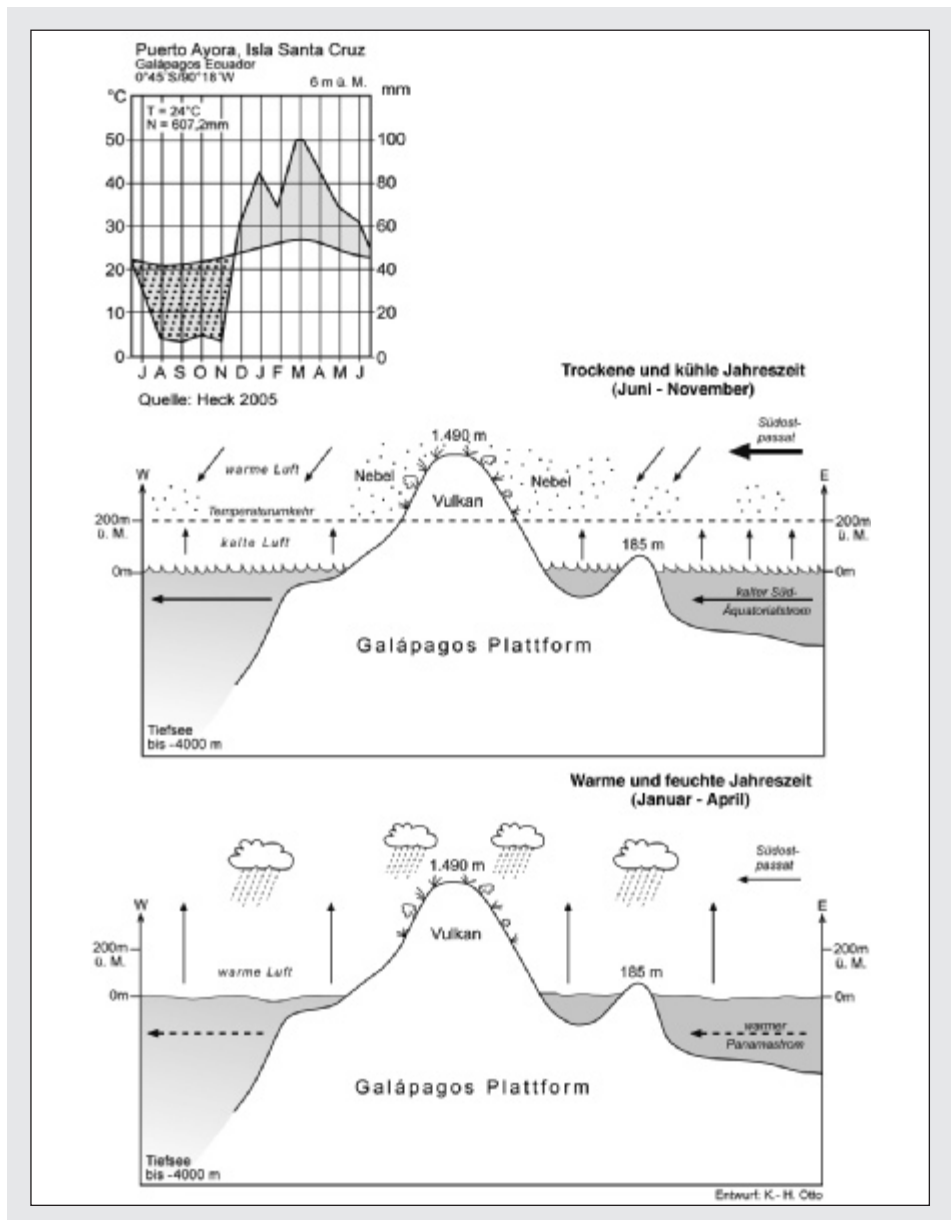 Puerto Ayora, Isla Santa Cruz
Galápagos Ecuador
0°45´S/90°18´W
6 m ü. M.
°C
mm
T = 24°C
N = 607,2mm
50
100
40
80
30
60
20
40
10
20
0
0
J A S O N D J F M A M J
Quelle: Heck 2005
Trockene und kühle Jahreszeit
(Juni - November)
Südost-
passat
1.490 m
W
warme Luft
Nebel
Nebel
E
Vulkan
Temperaturumkehr
200m
ü. M.
200m
ü. M.
kalte Luft
185 m
0m
0m
kalter Süd-
Äquatorialstrom
Galápagos Plattform
Tiefsee
bis -4000 m
Warme und feuchte Jahreszeit
(Januar - April)
Südost-
passat
1.490 m
W
E
Vulkan
200m
ü. M.
200m
ü. M.
warme Luft
185 m
0m
0m
warmer
Panamastrom
Galápagos Plattform
Tiefsee
bis -4000 m
Entwurf: K.- H. Otto